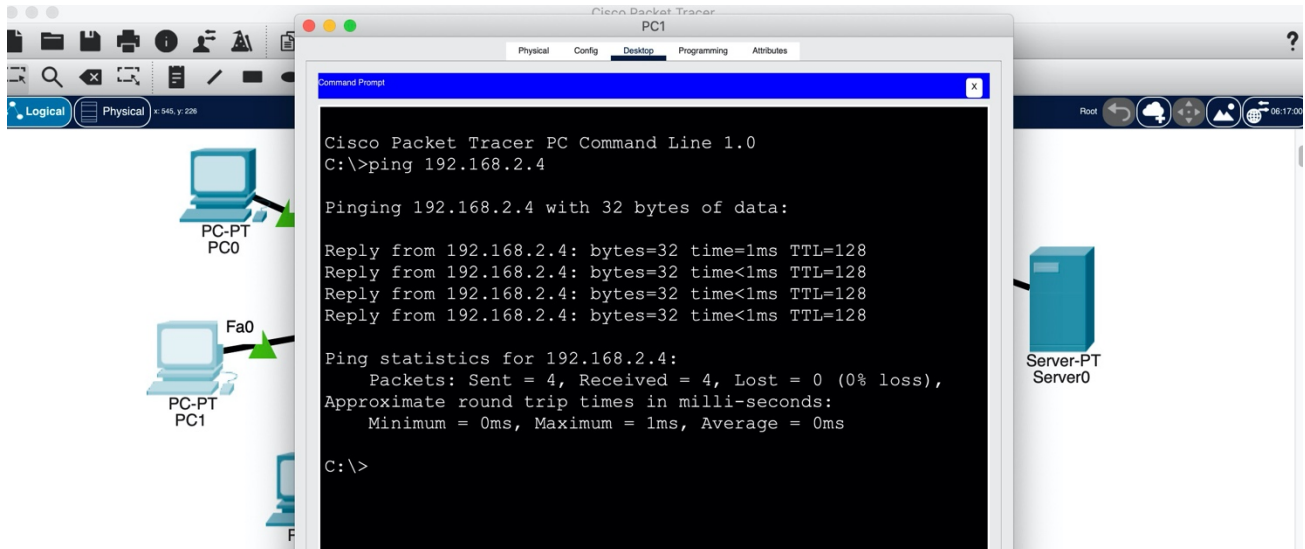 Cisco Packet Tracer
PC1
Physical Config Desktop Programming Attributes
Command Prompt
X
?
Logical
Physical
x: 545, y: 226
Root
06:17:00
Cisco Packet Tracer PC Command Line 1.0
C:\>ping 192.168.2.4
Pinging 192.168.2.4 with 32 bytes of data:
Reply from 192.168.2.4: bytes=32 time=1ms TTL=128
Reply from 192.168.2.4: bytes=32 time<1ms TTL=128
Reply from 192.168.2.4: bytes=32 time<1ms TTL=128
Reply from 192.168.2.4: bytes=32 time<1ms TTL=128
Ping statistics for 192.168.2.4:
Packets: Sent = 4, Received = 4, Lost = 0 (0% loss),
Approximate round trip times in milli-seconds:
Minimum = 0ms, Maximum = 1ms, Average = 0ms
C:\>
PC-PT
PC0
Fa0
PC-PT
PC1
Server-PT
Server0